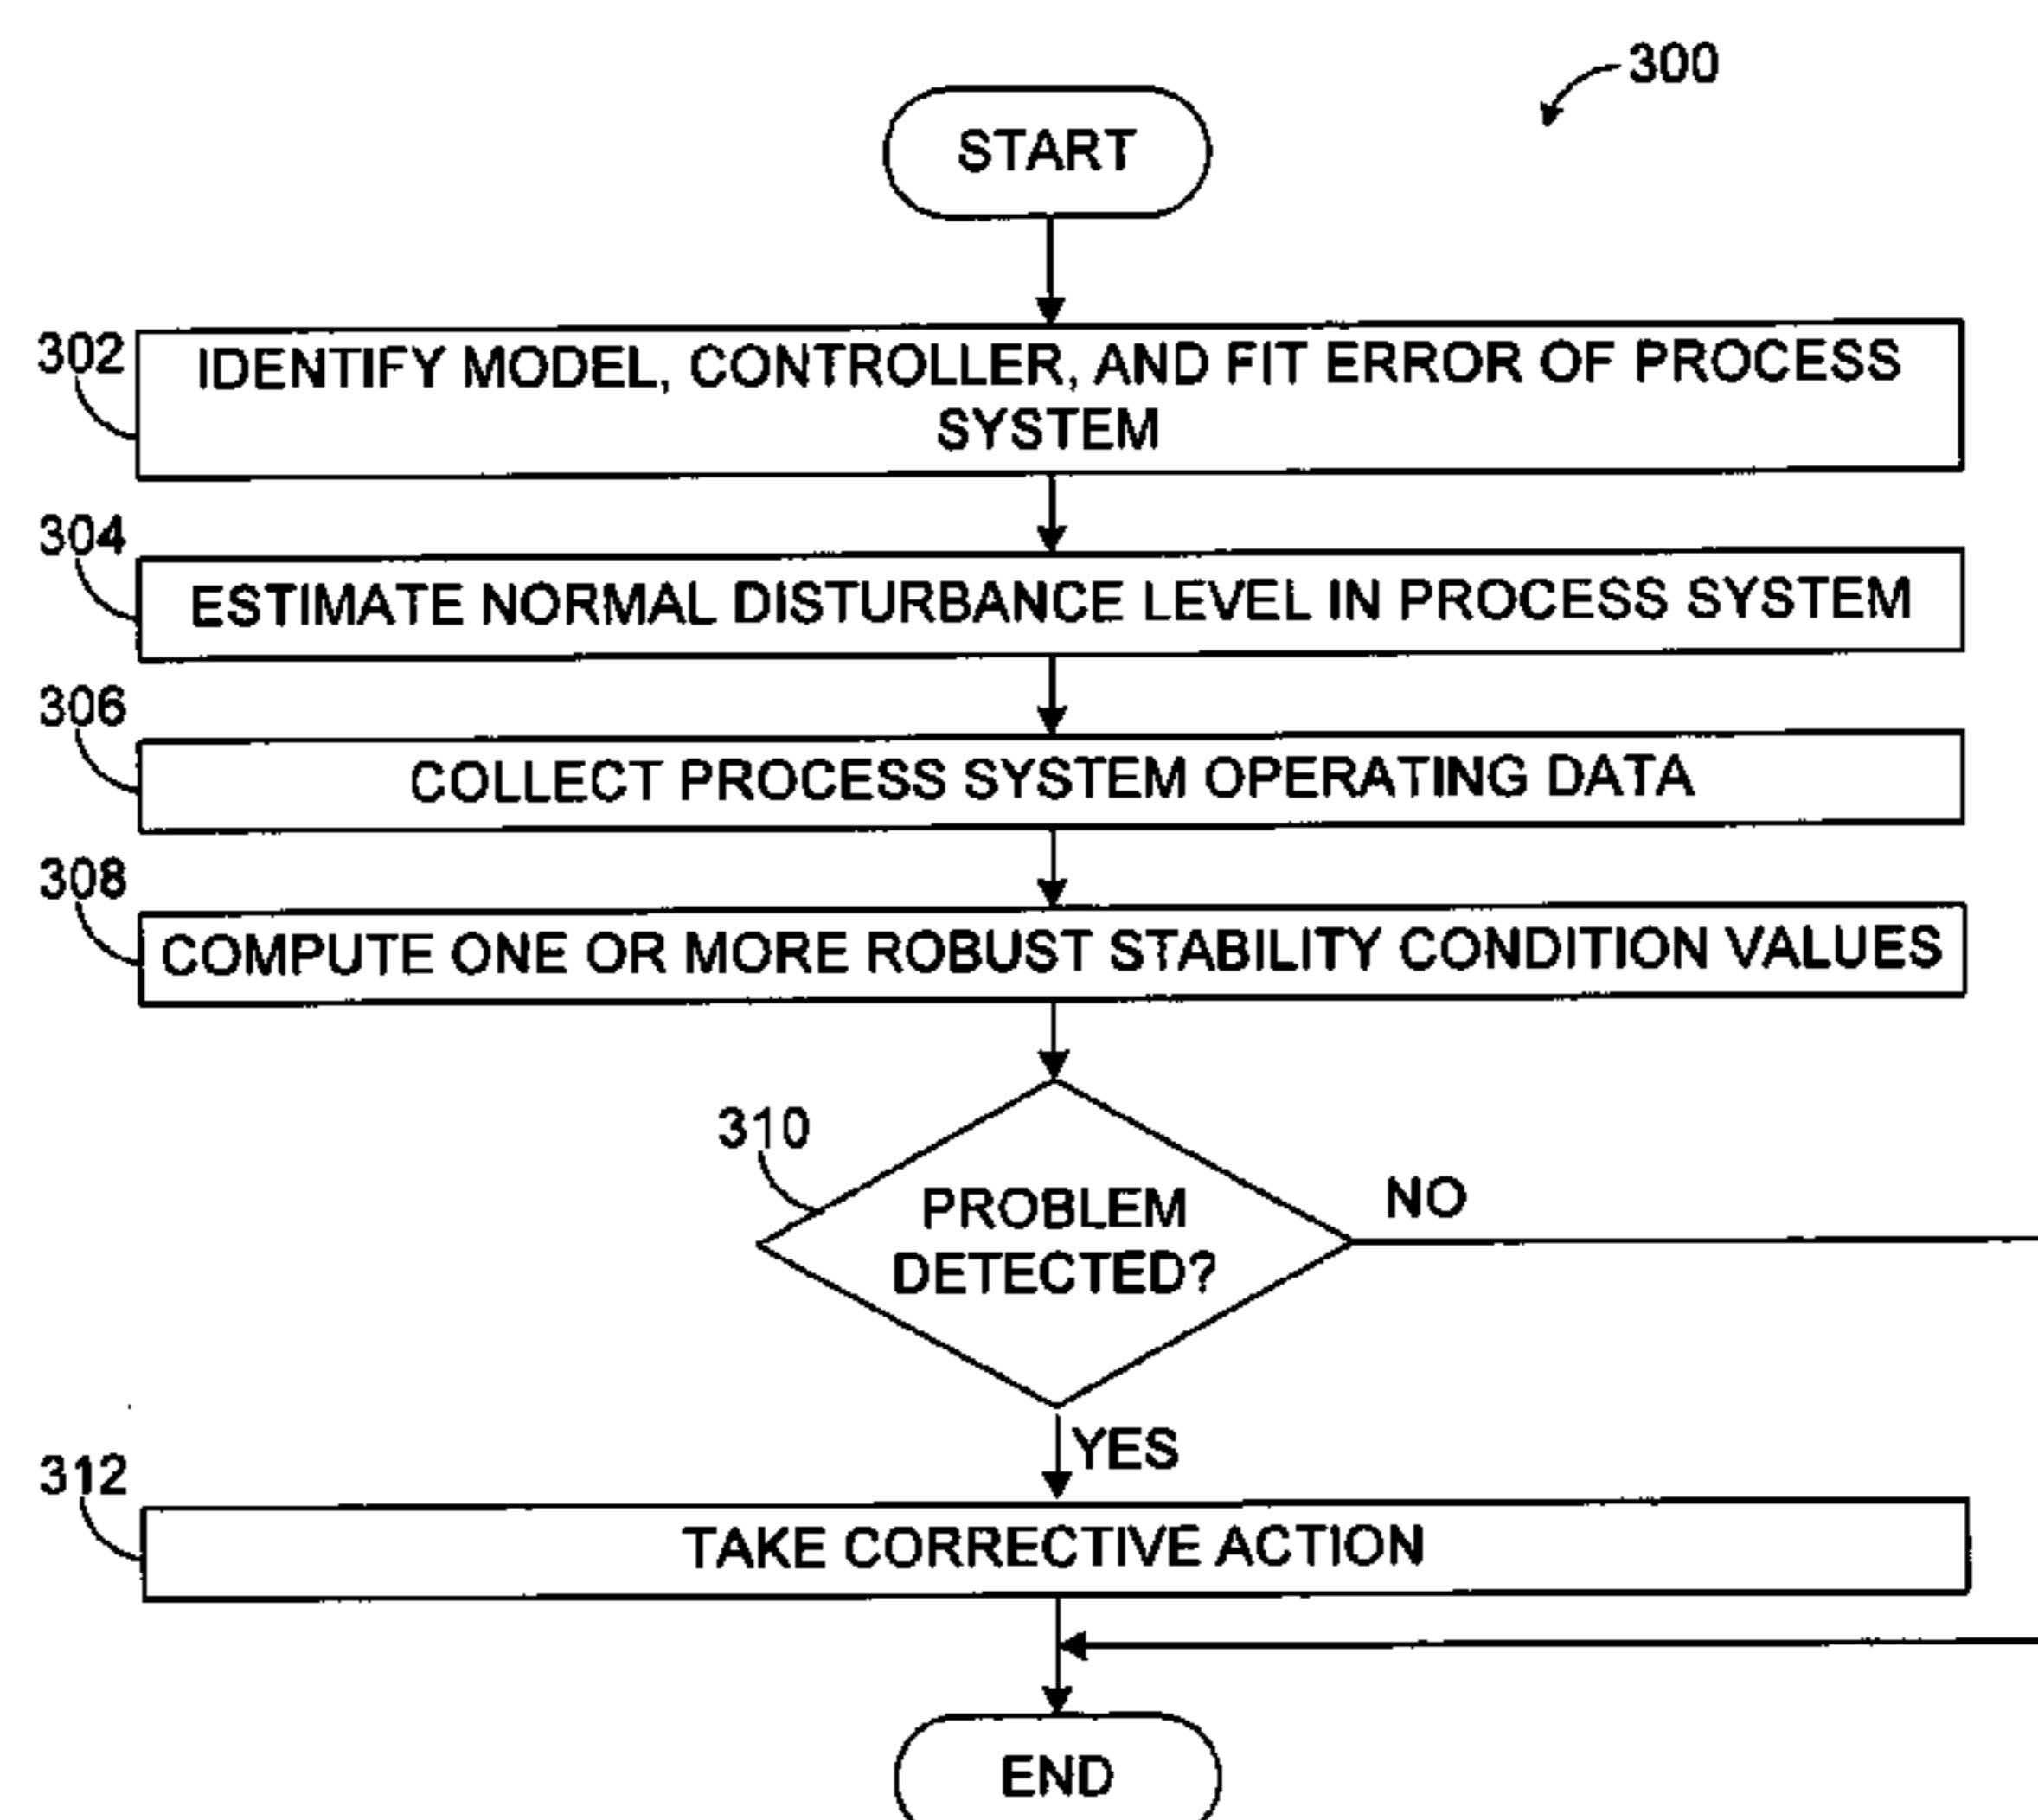 300
START
302
IDENTIFY MODEL, CONTROLLER, AND FIT ERROR OF PROCESS
SYSTEM
304
ESTIMATE NORMAL DISTURBANCE LEVEL IN PROCESS SYSTEM
306
COLLECT PROCESS SYSTEM OPERATING DATA
308
COMPUTE ONE OR MORE ROBUST STABILITY CONDITION VALUES
310
PROBLEM
DETECTED?
NO
YES
312
TAKE CORRECTIVE ACTION
END